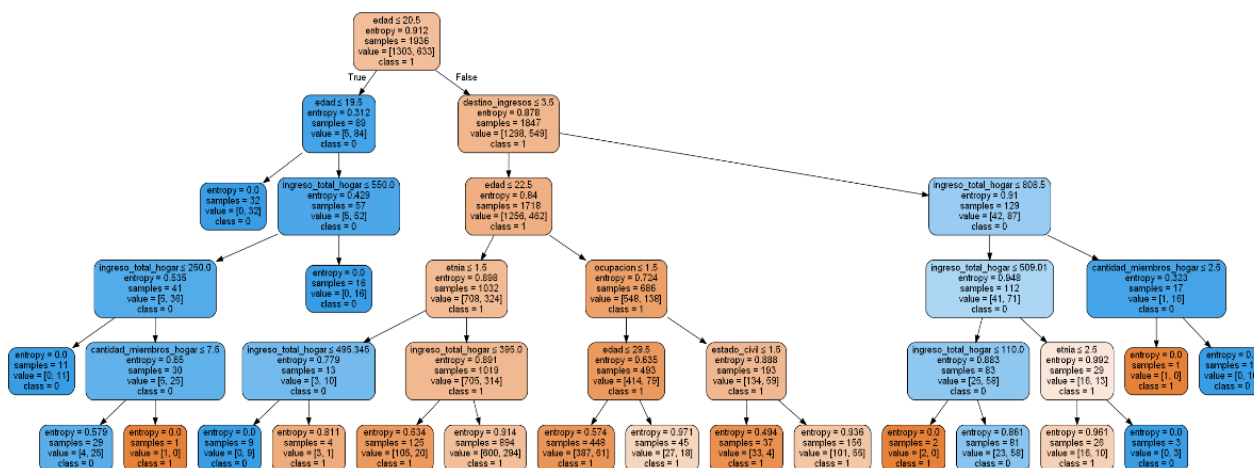 edad ≤ 20.5
entropy = 0.912
samples = 1936
value = [1303, 633]
class = 1
True
False
edad ≤ 19.5
entropy = 0.312
samples = 89
value = [5, 84]
class = 0
destino_ingresos ≤ 3.5
entropy = 0.878
samples = 1847
value = [1298, 549]
class = 1
entropy = 0.0
samples = 32
value = [0, 32]
class = 0
ingreso_total_hogar ≤ 550.0
entropy = 0.429
samples = 57
value = [5, 52]
class = 0
edad ≤ 22.5
entropy = 0.84
samples = 1718
value = [1256, 462]
class = 1
ingreso_total_hogar ≤ 808.5
entropy = 0.91
samples = 129
value = [42, 87]
class = 0
ingreso_total_hogar ≤ 260.0
entropy = 0.535
samples = 41
value = [5, 36]
class = 0
entropy = 0.0
samples = 16
value = [0, 16]
class = 0
etnia ≤ 1.5
entropy = 0.898
samples = 1032
value = [708, 324]
class = 1
ocupacion ≤ 1.5
entropy = 0.724
samples = 686
value = [548, 138]
class = 1
ingreso_total_hogar ≤ 509.01
entropy = 0.948
samples = 112
value = [41, 71]
class = 0
cantidad_miembros_hogar ≤ 2.5
entropy = 0.323
samples = 17
value = [1, 16]
class = 0
entropy = 0.0
samples = 11
value = [0, 11]
class = 0
cantidad_miembros_hogar ≤ 7.5
entropy = 0.65
samples = 30
value = [5, 25]
class = 0
ingreso_total_hogar ≤ 495.345
entropy = 0.779
samples = 13
value = [3, 10]
class = 0
ingreso_total_hogar ≤ 395.0
entropy = 0.891
samples = 1019
value = [705, 314]
class = 1
edad ≤ 29.5
entropy = 0.635
samples = 493
value = [414, 79]
class = 1
estado_civil ≤ 1.5
entropy = 0.888
samples = 193
value = [134, 59]
class = 1
ingreso_total_hogar ≤ 110.0
entropy = 0.883
samples = 83
value = [25, 58]
class = 0
etnia ≤ 2.5
entropy = 0.992
samples = 29
value = [16, 13]
class = 1
entropy = 0.0
samples = 1
value = [1, 0]
class = 1
entropy = 0.
samples = 1
value = [0, 1
class = 0
entropy = 0.579
samples = 29
value = [4, 25]
class = 0
entropy = 0.0
samples = 1
value = [1, 0]
class = 1
entropy = 0.0
samples = 9
value = [0, 9]
class = 0
entropy = 0.811
samples = 4
value = [3, 1]
class = 1
entropy = 0.634
samples = 125
value = [105, 20]
class = 1
entropy = 0.914
samples = 894
value = [600, 294]
class = 1
entropy = 0.574
samples = 448
value = [387, 61]
class = 1
entropy = 0.971
samples = 45
value = [27, 18]
class = 1
entropy = 0.494
samples = 37
value = [33, 4]
class = 1
entropy = 0.936
samples = 156
value = [101, 55]
class = 1
entropy = 0.0
samples = 2
value = [2, 0]
class = 1
entropy = 0.861
samples = 81
value = [23, 58]
class = 0
entropy = 0.961
samples = 26
value = [16, 10]
class = 1
entropy = 0.0
samples = 3
value = [0, 3]
class = 0